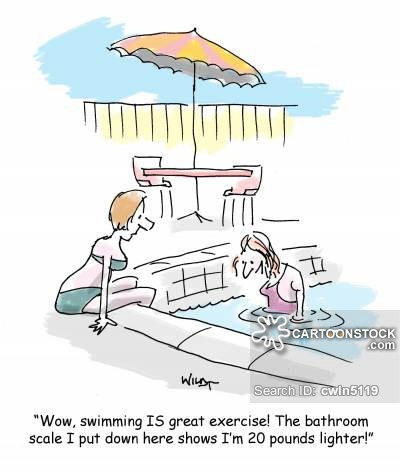 CARTOONSTOCK
.com
Search ID: cwln5119
WILDT
"Wow, swimming IS great exercise! The bathroom
scale I put down here shows I'm 20 pounds lighter!"